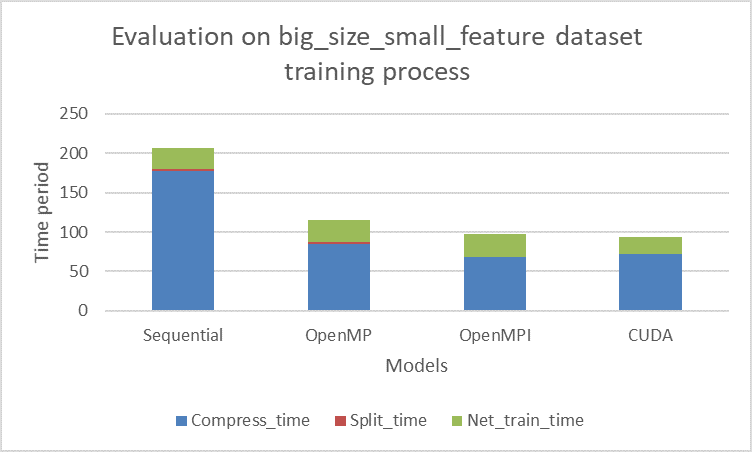 Evaluation on big_size_small_feature dataset
training process
250
200
150
100
50
0
Time period
Sequential OpenMP OpenMPI CUDA
Models
Compress_time Split_time Net_train_time